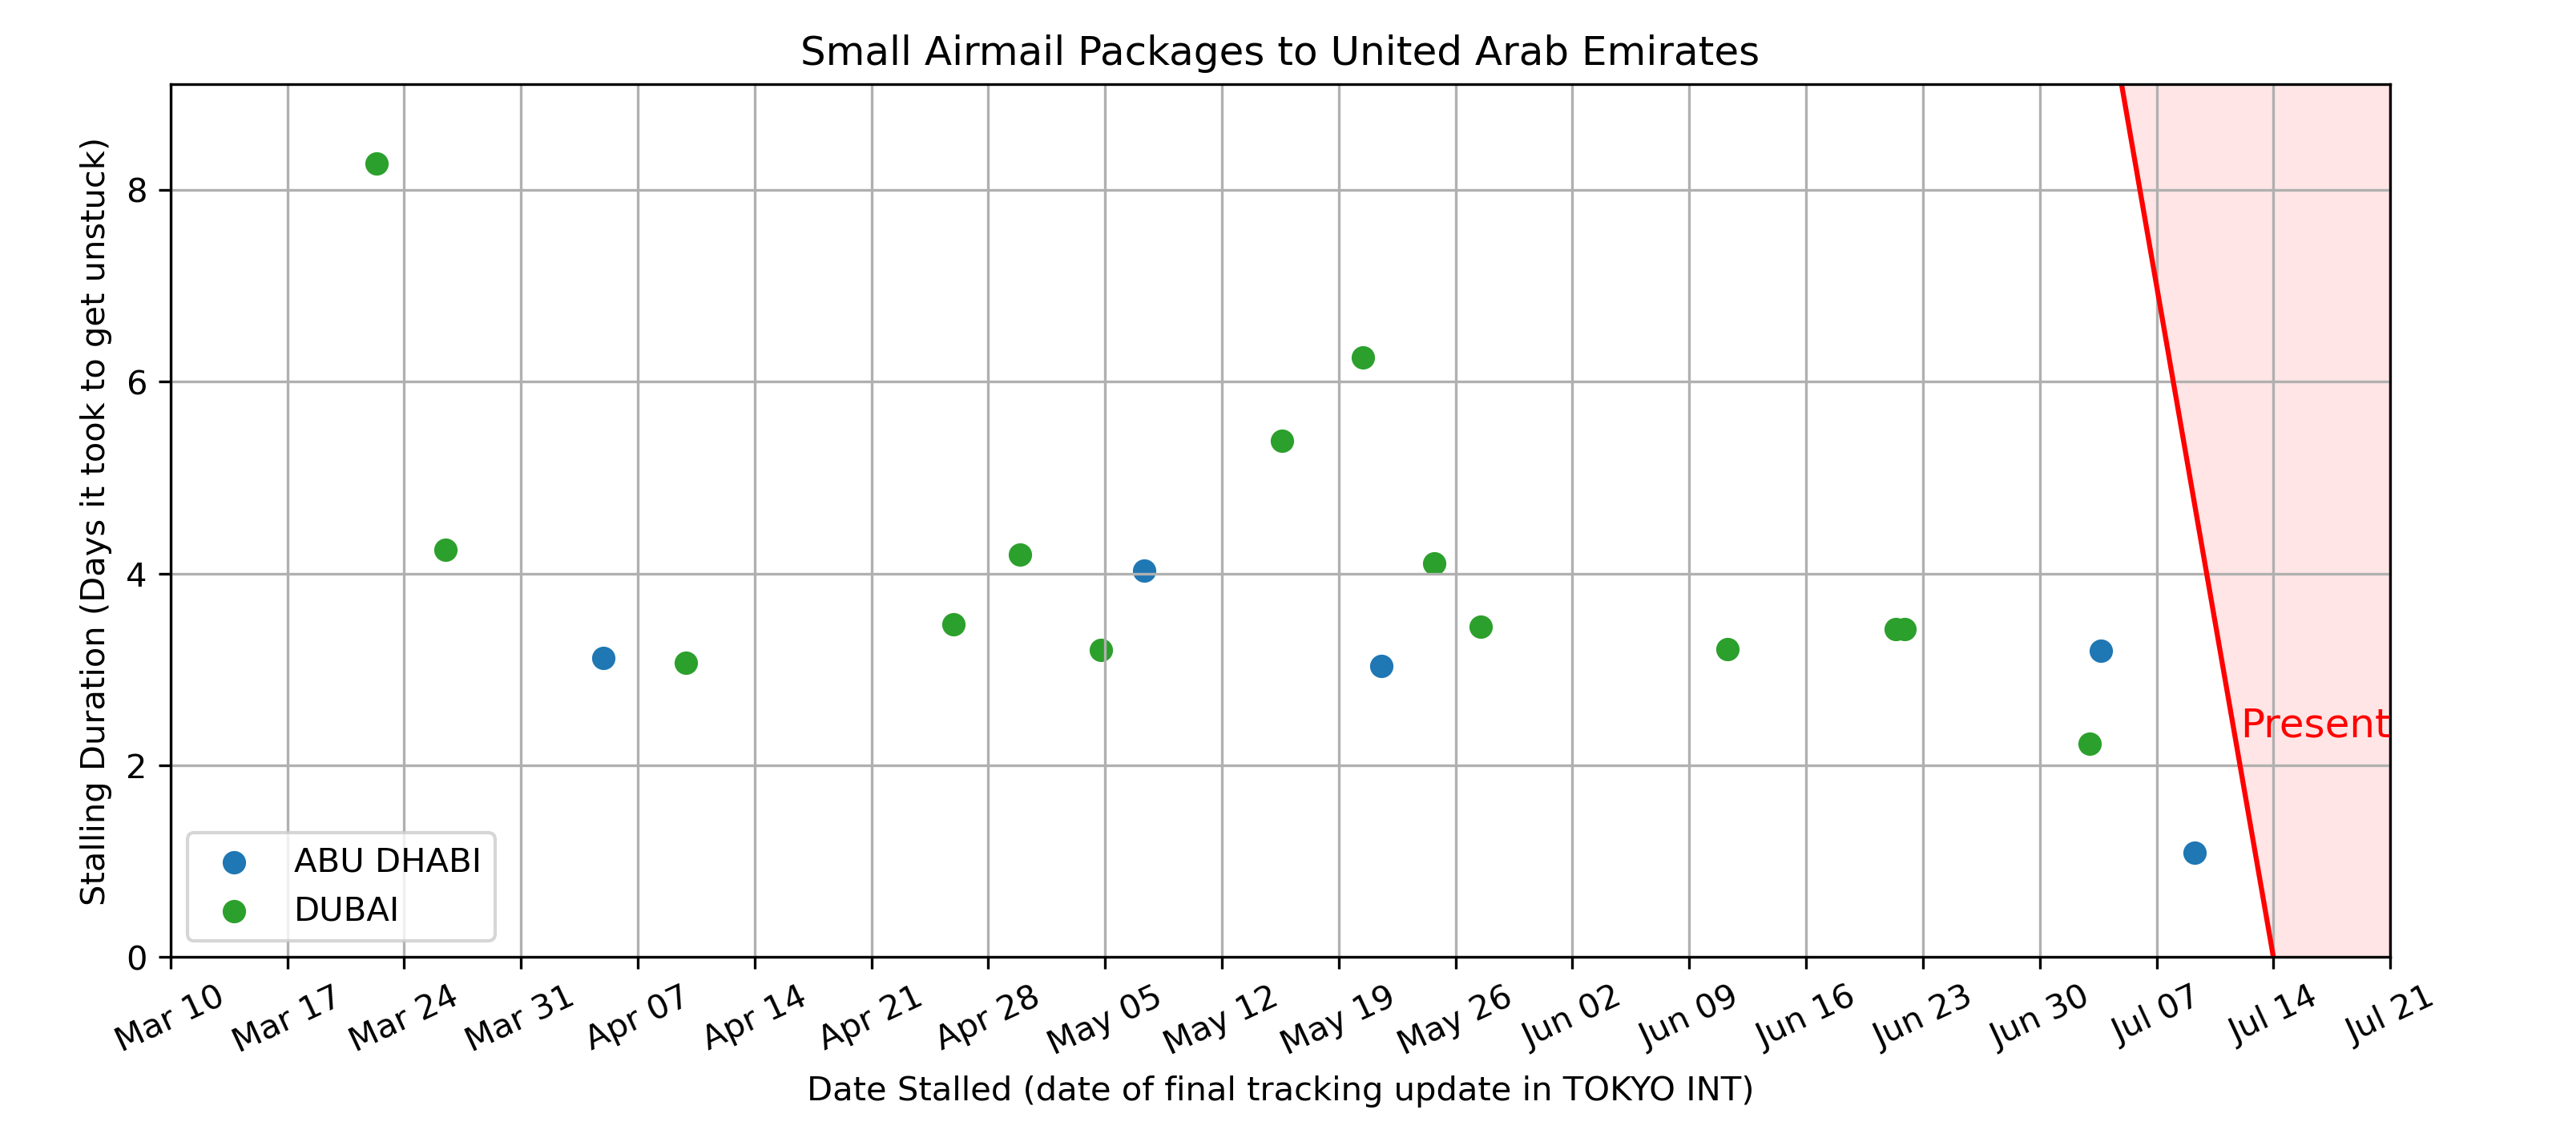 Small Airmail Packages to United Arab Emirates
Stalling Duration (Days it took to get unstuck)
8
6
4
2
0
Present
ABU DHABI
DUBAI
Mar 10
Mar 17
Mar 24
Mar 31
Apr 07
Apr 14
Apr 21
Apr 28
May 05
May 12
May 19
May 26
Jun 02
Jun 09
Jun 16
Jun 23
Jun 30
Jul 07
Jul 14
Jul 21
Date Stalled (date of final tracking update in TOKYO INT)